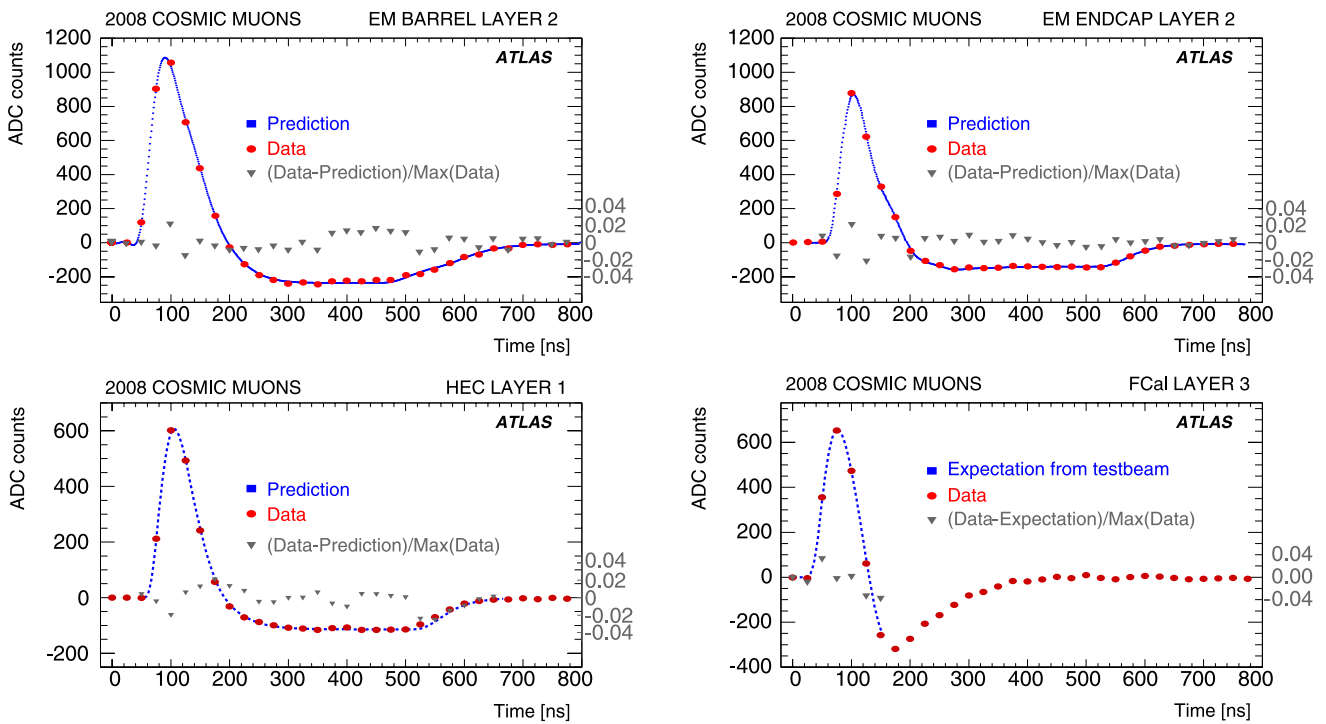 2008 COSMIC MUONS EM BARREL LAYER 2
ADC counts
1200
1000
800
600
400
200
0
-200
ATLAS
Prediction
Data
(Data-Prediction)/Max(Data)
0.04
0.02
0
-0.02
-0.04
0 100 200 300 400 500 600 700 800
Time [ns]
2008 COSMIC MUONS EM ENDCAP LAYER 2
ADC counts
1200
1000
800
600
400
200
0
-200
ATLAS
Prediction
Data
(Data-Prediction)/Max(Data)
0.04
0.02
0
-0.02
-0.04
0 100 200 300 400 500 600 700 800
Time [ns]
2008 COSMIC MUONS HEC LAYER 1
ADC counts
600
400
200
0
-200
ATLAS
Prediction
Data
(Data-Prediction)/Max(Data)
0.04
0.02
0
-0.02
-0.04
0 100 200 300 400 500 600 700 800
Time [ns]
2008 COSMIC MUONS FCal LAYER 3
ADC counts
600
400
200
0
-200
-400
ATLAS
Expectation from testbeam
Data
(Data-Expectation)/Max(Data)
0.04
0.00
-0.04
0 100 200 300 400 500 600 700 800
Time [ns]